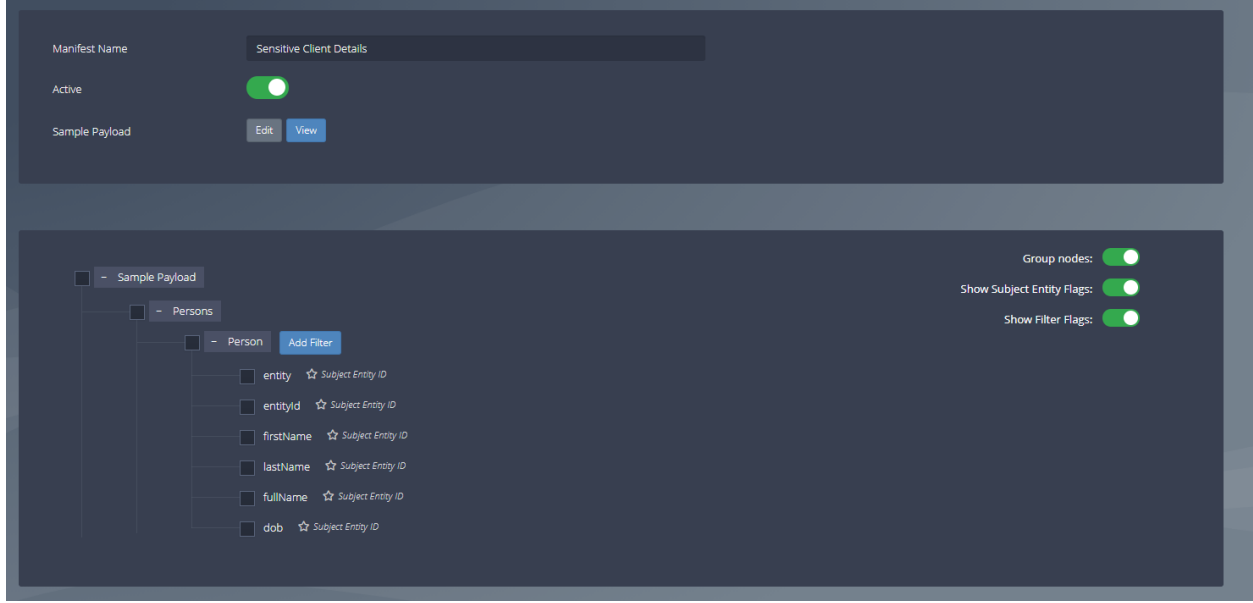 Manifest Name
Sensitive Client Details
Active
Sample Payload
Edit View
Group nodes:
Show Subject Entity Flags:
Show Filter Flags:
− Sample Payload
− Persons
− Person Add Filter
entity Subject Entity ID
entityId Subject Entity ID
firstName Subject Entity ID
lastName Subject Entity ID
fullName Subject Entity ID
dob Subject Entity ID